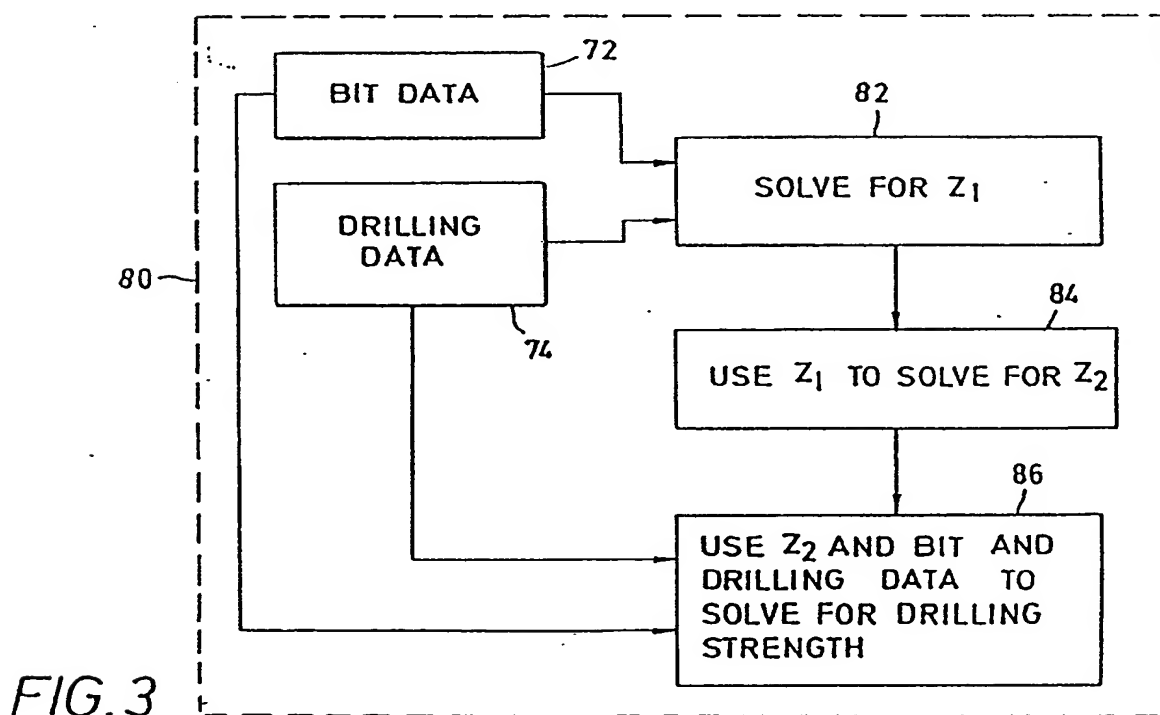 72
BIT DATA
82
SOLVE FOR Z1
DRILLING
DATA
80
74
84
USE Z1 TO SOLVE FOR Z2
86
USE Z2 AND BIT AND
DRILLING DATA TO
SOLVE FOR DRILLING
STRENGTH
FIG. 3